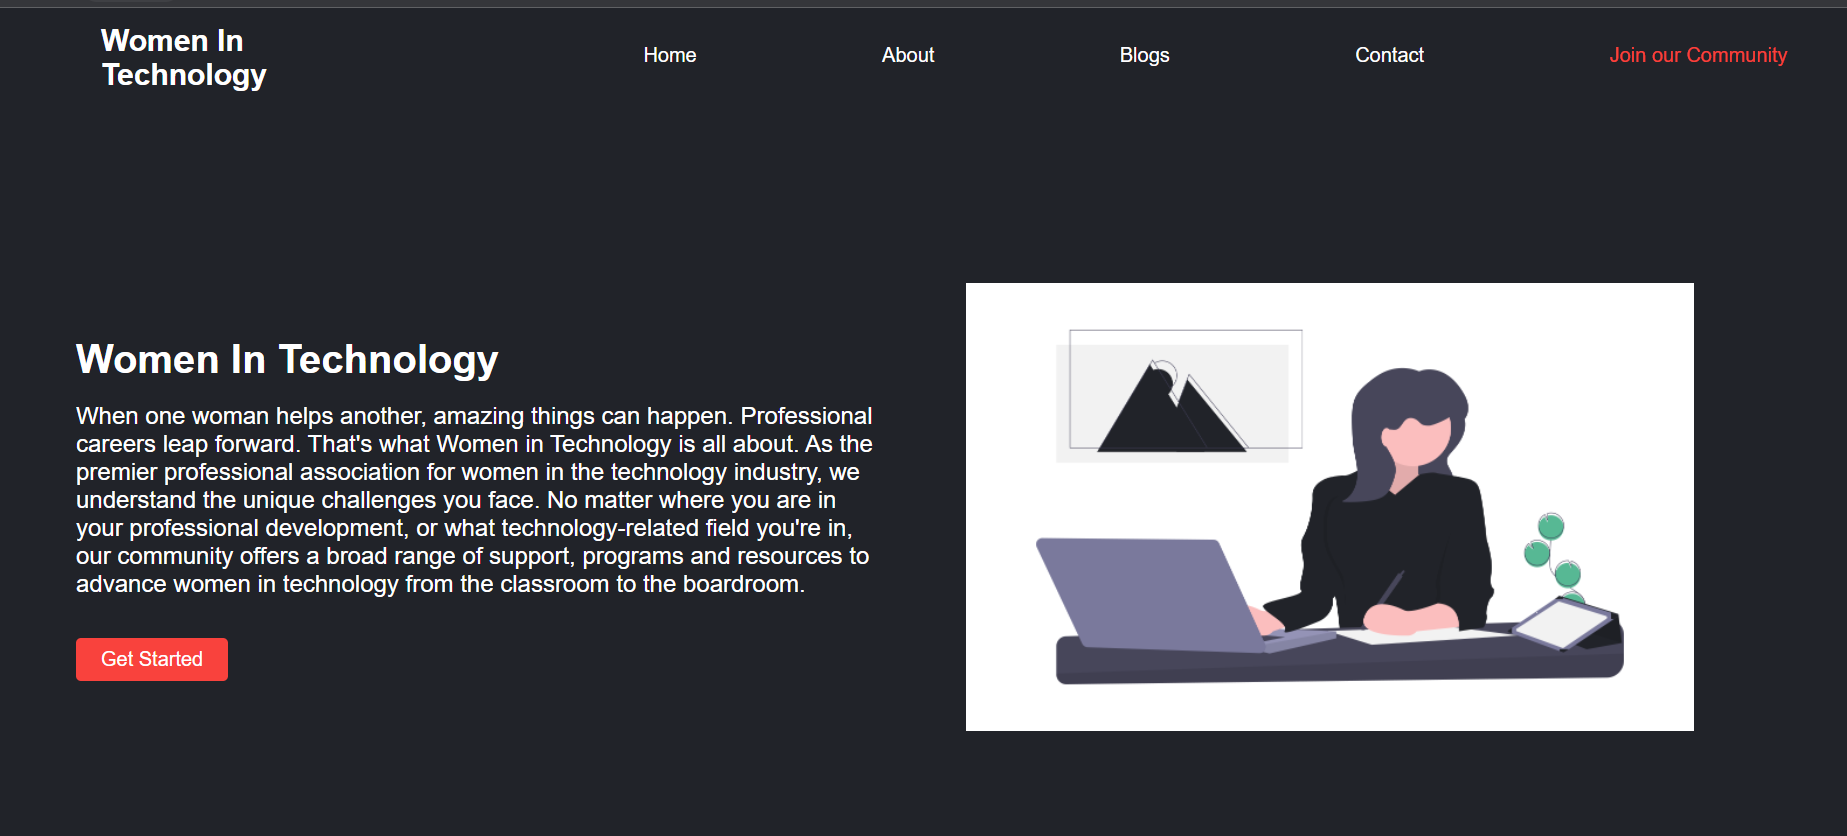 Women In
Technology
Home
About
Blogs
Contact
Join our Community
Women In Technology
When one woman helps another, amazing things can happen. Professional
careers leap forward. That's what Women in Technology is all about. As the
premier professional association for women in the technology industry, we
understand the unique challenges you face. No matter where you are in
your professional development, or what technology-related field you're in,
our community offers a broad range of support, programs and resources to
advance women in technology from the classroom to the boardroom.
Get Started